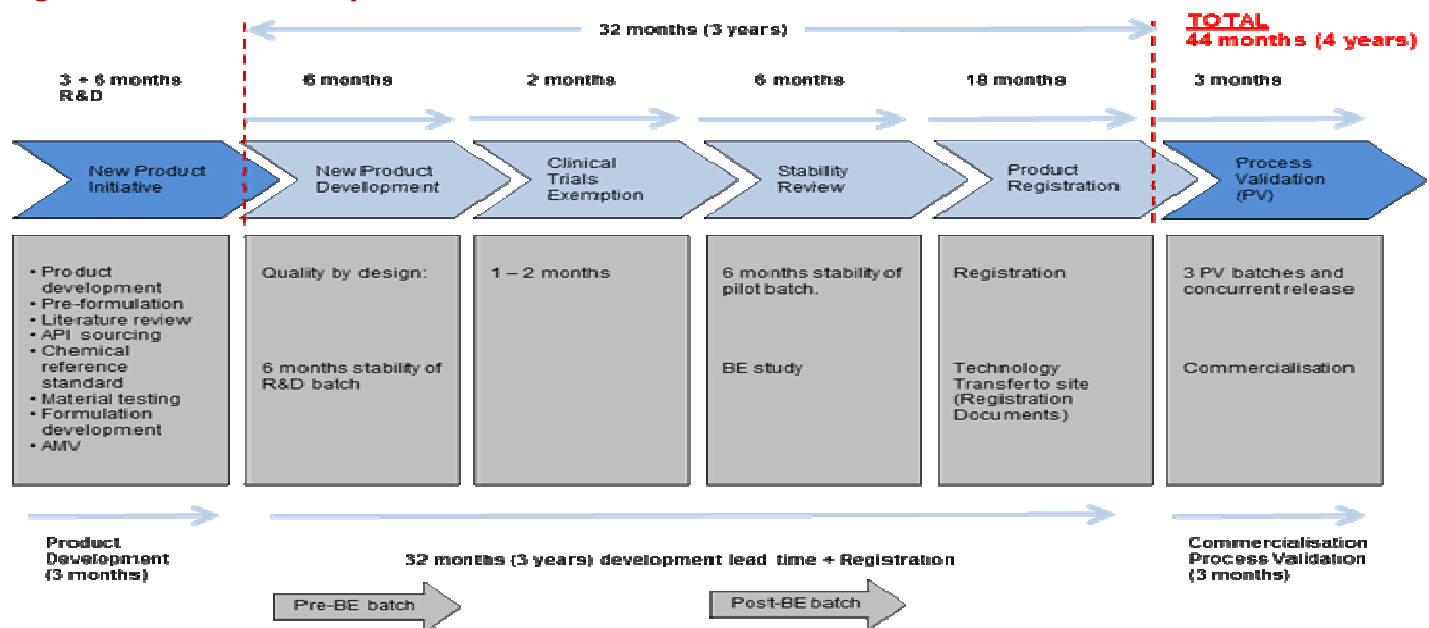 32 months (3 years)
TOTAL
44 months (4 years)
3 + 6 months
R&D
6 months
2 months
6 months
18 months
3 months
New Product
Initiative
New Product
Development
Clinical
Trials
Exemption
Stability
Review
Product
Registration
Process
Validation
(PV)
• Product
development
• Pre-formulation
• Literature review
• API sourcing
• Chemical
reference
standard
• Material testing
• Formulation
development
• AMV
Quality by design:
6 months stability of
R&D batch
1 – 2 months
6 months stability of
pilot batch.
BE study
Registration
Technology
Transfer to site
(Registration
Documents)
3 PV batches and
concurrent release
Commercialisation
Product
Development
(3 months)
32 months (3 years) development lead time + Registration
Commercialisation
Process Validation
(3 months)
Pre-BE batch
Post-BE batch